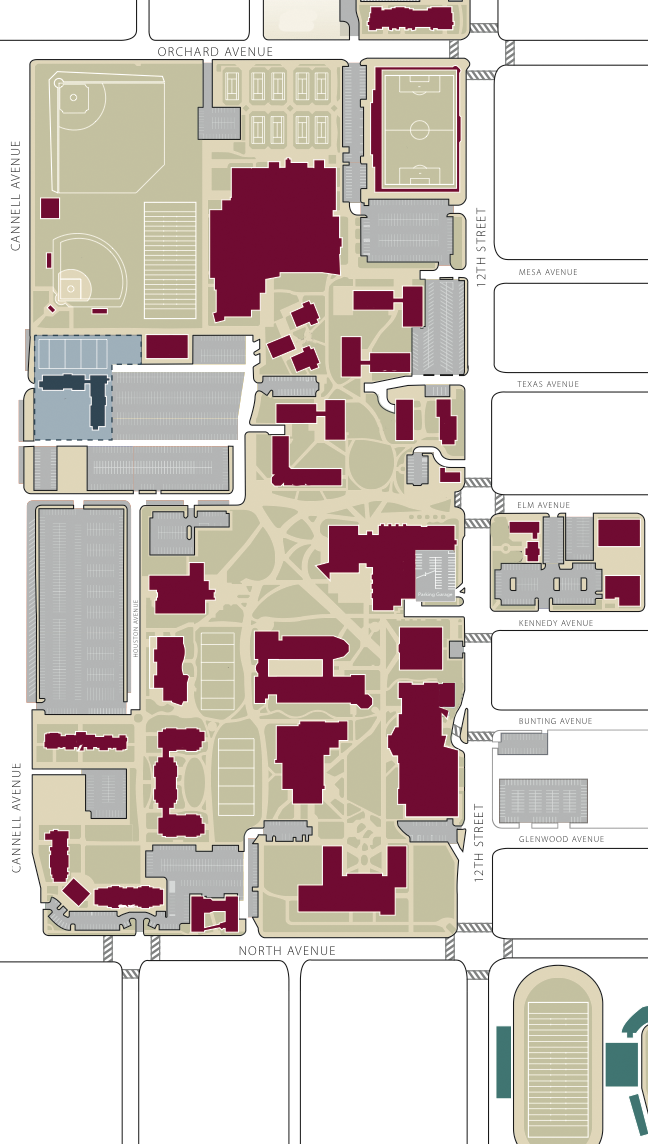 ORCHARD AVENUE
CANNELL AVENUE
12TH STREET
MESA AVENUE
TEXAS AVENUE
ELM AVENUE
Parking Garage
HOUSTON AVENUE
KENNEDY AVENUE
BUNTING AVENUE
CANNELL AVENUE
12TH STREET
GLENWOOD AVENUE
NORTH AVENUE